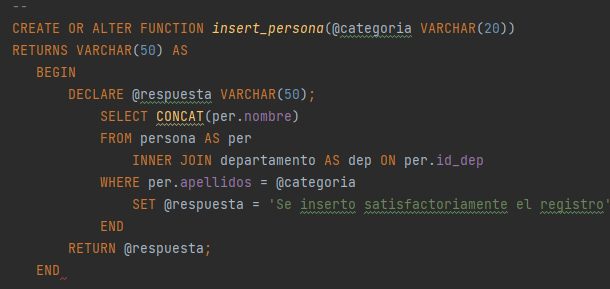 --
CREATE OR ALTER FUNCTION insert_persona(@categoria VARCHAR(20))
RETURNS VARCHAR(50) AS
BEGIN
DECLARE @respuesta VARCHAR(50);
SELECT CONCAT(per.nombre)
FROM persona AS per
INNER JOIN departamento AS dep ON per.id_dep
WHERE per.apellidos = @categoria
SET @respuesta = 'Se inserto satisfactoriamente el registro'
END
RETURN @respuesta;
END